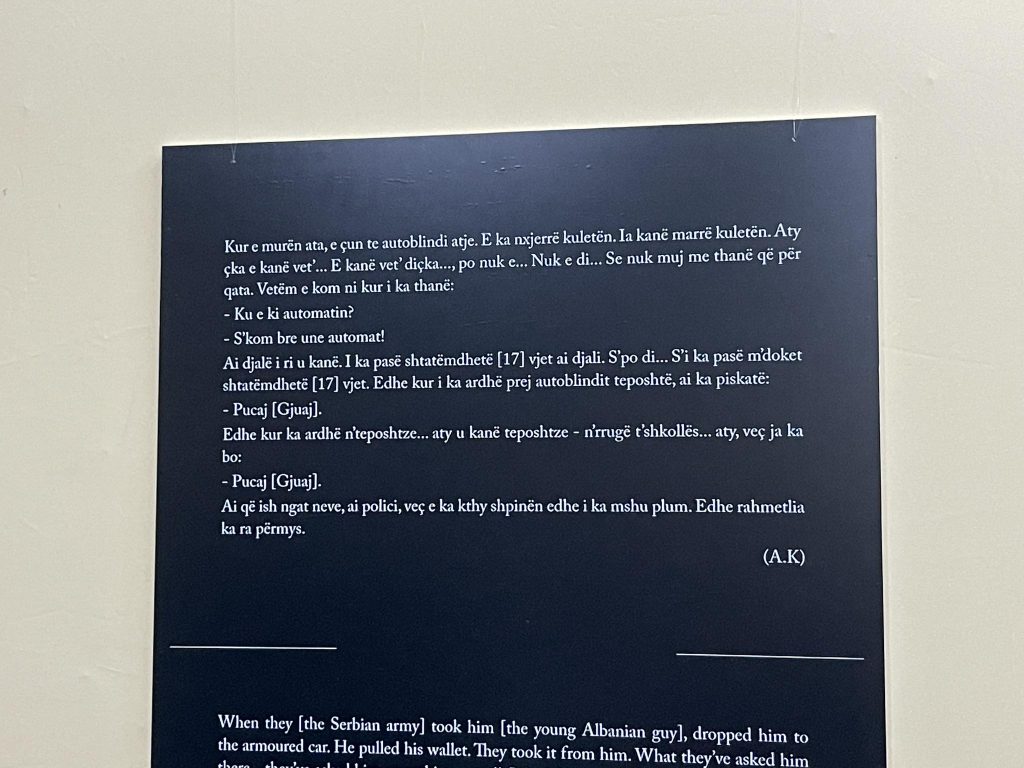 Kur e murën ata, e çun te autoblindi atje. E ka nxjerrë kuletën. Ia kanë marrë kuletën. Aty
çka e kanë vet'... E kanë vet' diçka..., po nuk e... Nuk e di... Se nuk muj me thanë që për
qata. Vetëm e kom ni kur i ka thanë:
- Ku e ki automatin?
- S'kom bre une automat!
Ai djalë i ri u kanë. I ka pasë shtatëmdhetë [17] vjet ai djali. S'po di... S'i ka pasë m'doket
shtatëmdhetë [17] vjet. Edhe kur i ka ardhë prej autoblindit teposhtë, ai ka piskatë:
- Pucaj [Gjuaj].
Edhe kur ka ardhë n'teposhtze... aty u kanë teposhtze - n'rrugë t'shkollës... aty, veç ja ka
bo:
- Pucaj [Gjuaj].
Ai që ish ngat neve, ai polici, veç e ka kthy shpinën edhe i ka mshu plum. Edhe rahmetlia
ka ra përmys.
(A.K)
When they [the Serbian army] took him [the young Albanian guy], dropped him to
the armoured car. He pulled his wallet. They took it from him. What they've asked him